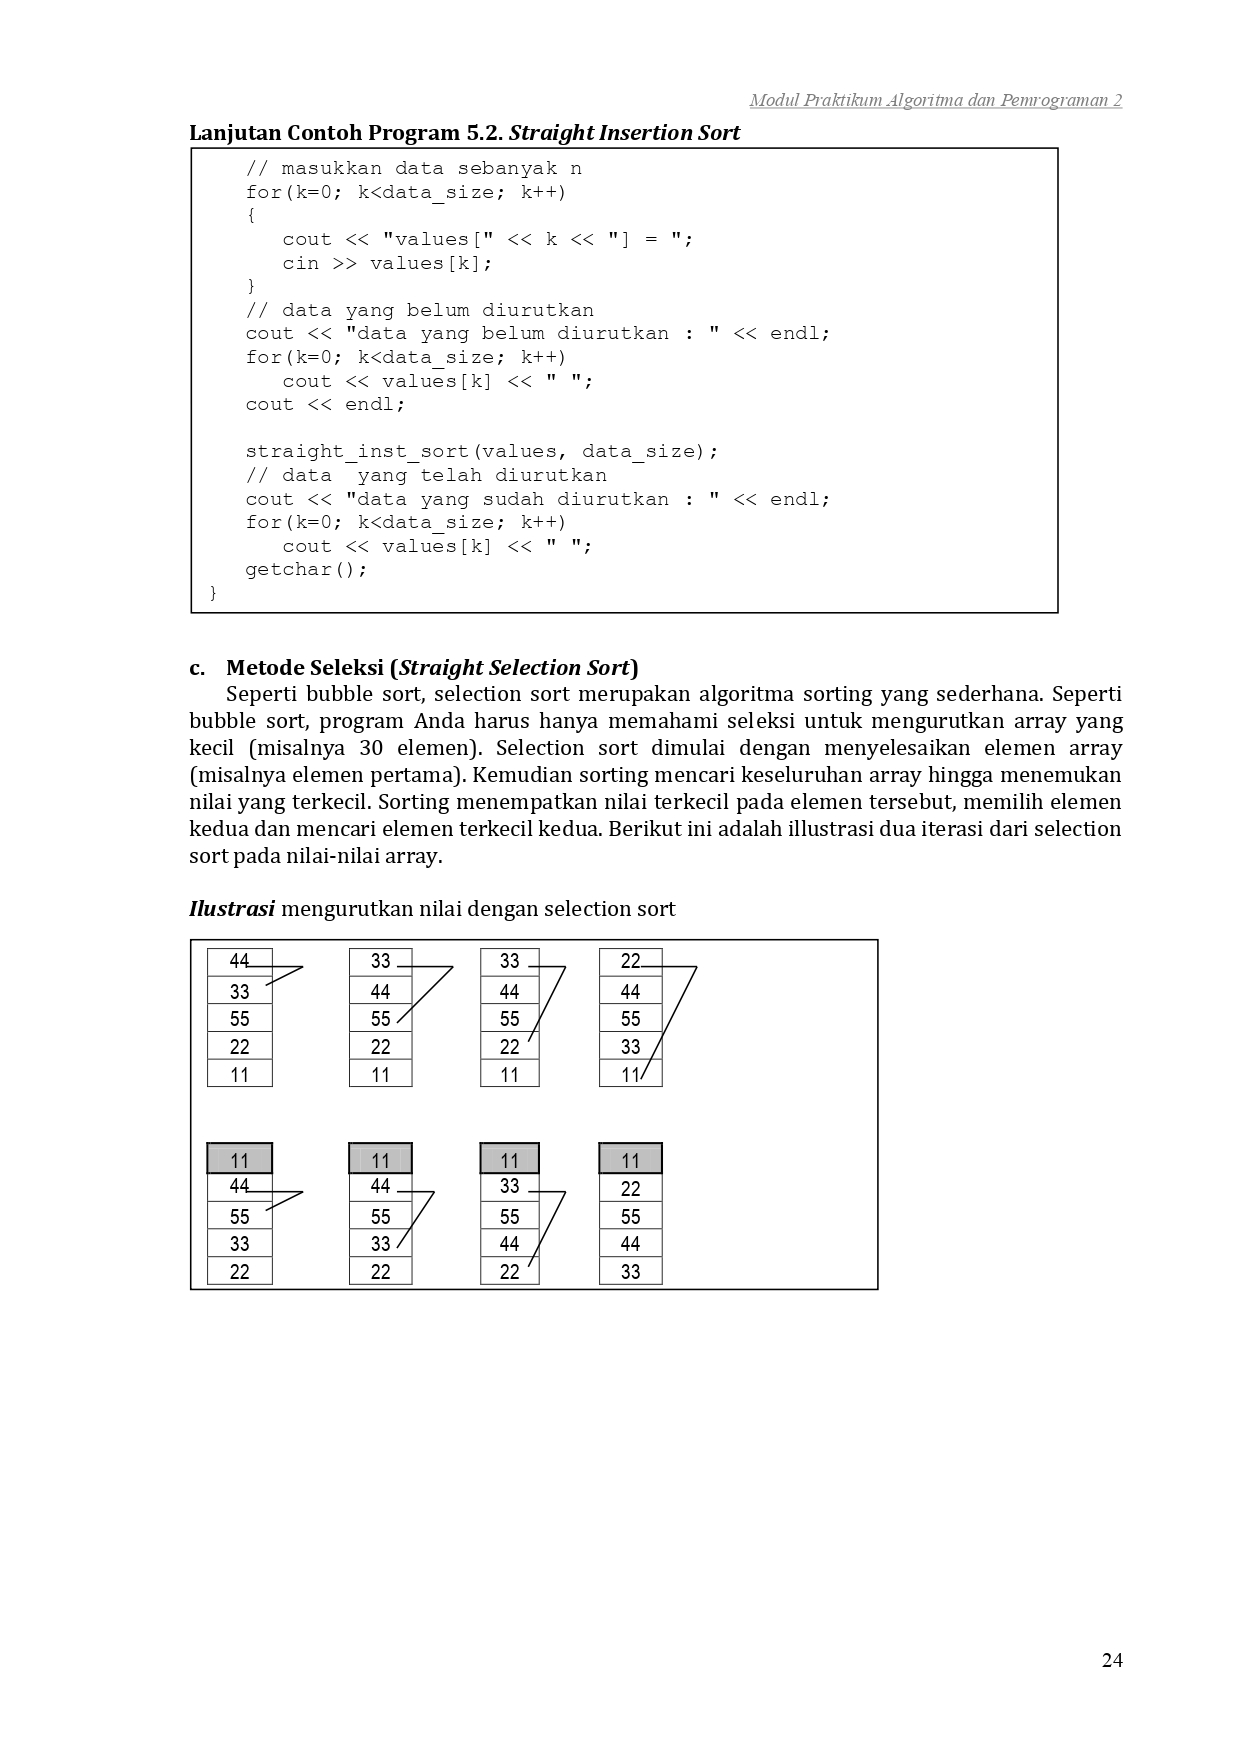 Modul Praktikum Algoritma dan Pemrograman 2
Lanjutan Contoh Program 5.2. Straight Insertion Sort
// masukkan data sebanyak n
for(k=0; k<data_size; k++)
{
cout << "values[" << k << "] = ";
cin >> values[k];
}
// data yang belum diurutkan
cout << "data yang belum diurutkan : " << endl;
for(k=0; k<data_size; k++)
cout << values[k] << " ";
cout << endl;
straight_inst_sort(values, data_size);
// data  yang telah diurutkan
cout << "data yang sudah diurutkan : " << endl;
for(k=0; k<data_size; k++)
cout << values[k] << " ";
getchar();
}
c. Metode Seleksi (Straight Selection Sort)
Seperti bubble sort, selection sort merupakan algoritma sorting yang sederhana. Seperti
bubble sort, program Anda harus hanya memahami seleksi untuk mengurutkan array yang
kecil (misalnya 30 elemen). Selection sort dimulai dengan menyelesaikan elemen array
(misalnya elemen pertama). Kemudian sorting mencari keseluruhan array hingga menemukan
nilai yang terkecil. Sorting menempatkan nilai terkecil pada elemen tersebut, memilih elemen
kedua dan mencari elemen terkecil kedua. Berikut ini adalah illustrasi dua iterasi dari selection
sort pada nilai-nilai array.
Ilustrasi mengurutkan nilai dengan selection sort
44 33 33 22
33 44 44 44
55 55 55 55
22 22 22 33
11 11 11 11
11 11 11 11
44 44 33 22
55 55 55 55
33 33 44 44
22 22 22 33
24